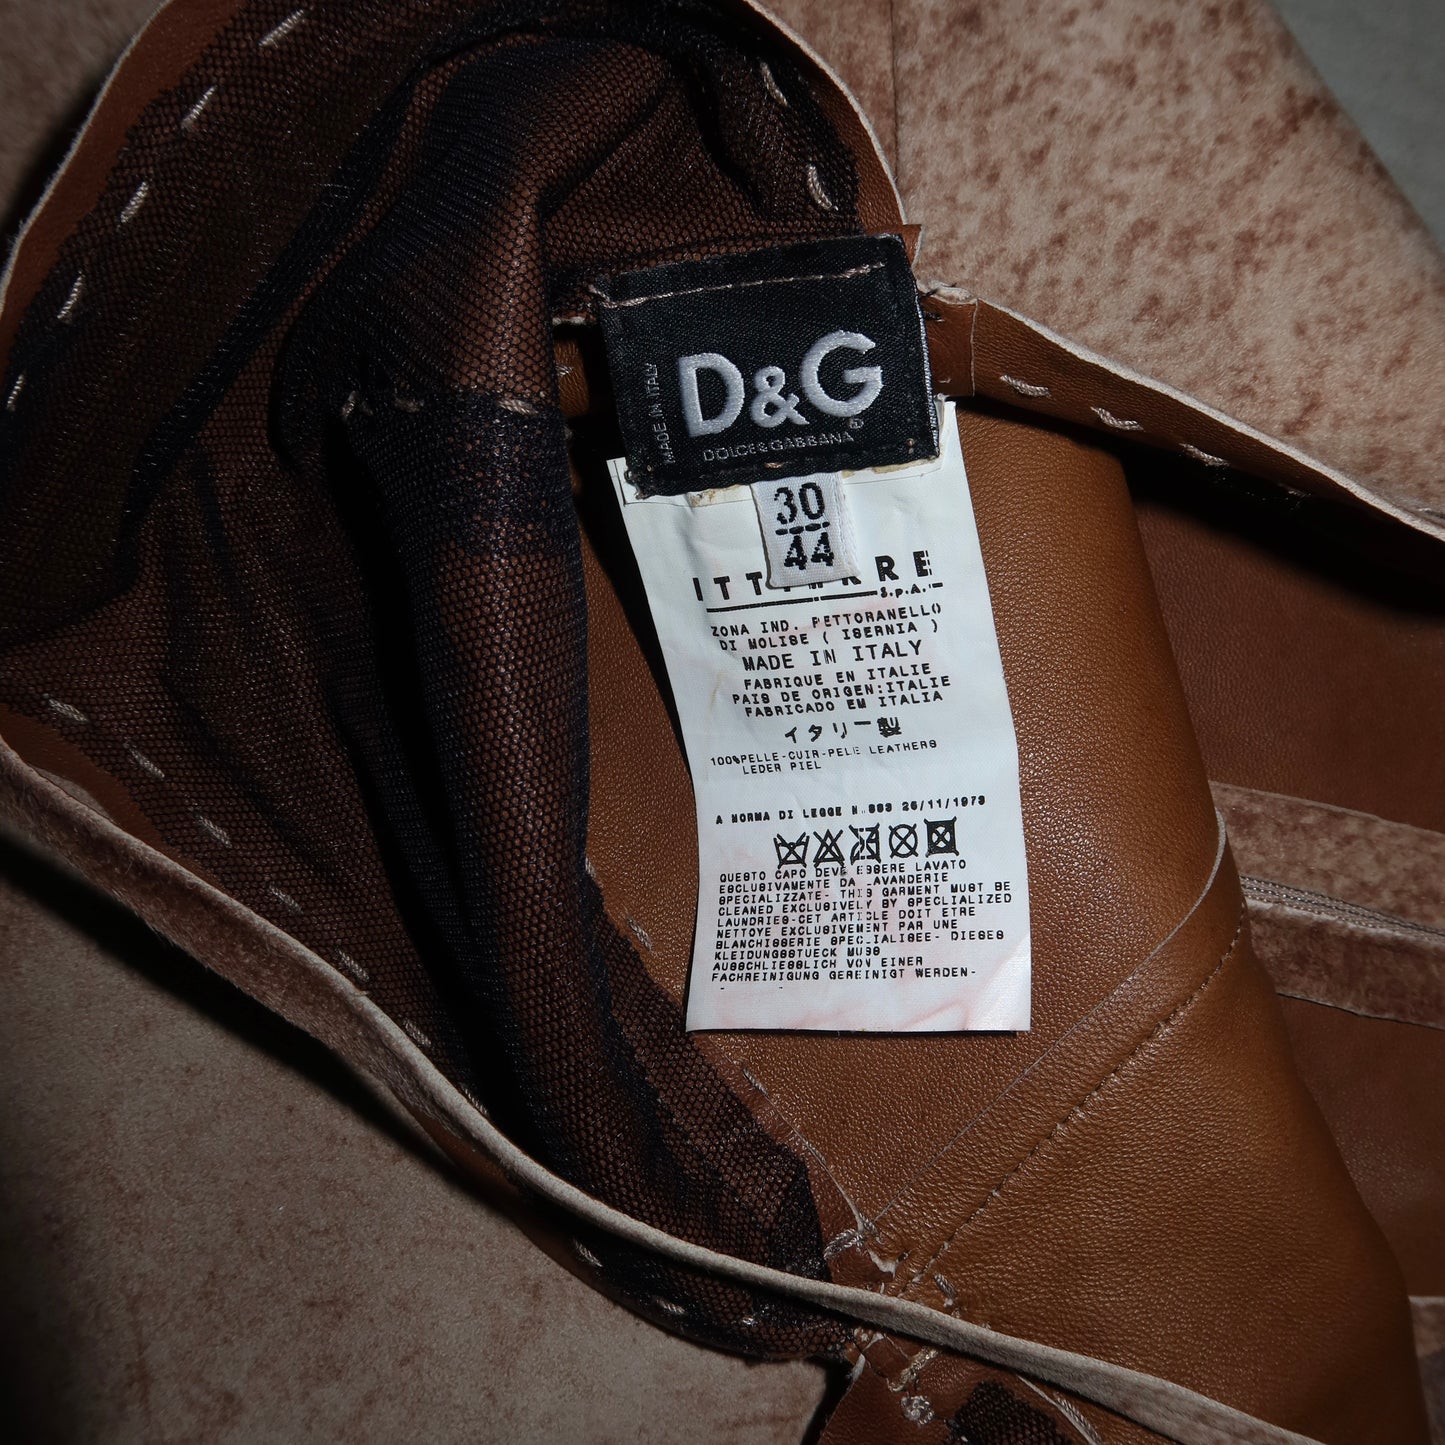 MADE IN ITALY
D&G®
DOLCE&GABBANA
30
44
S.p.A.
ZONA IND. PETTORANELLO
DI MOLISE ( ISERNIA )
MADE IN ITALY
FABRIQUE EN ITALIE
PAIS DE ORIGEN:ITALIE
FABRICADO EM ITALIA
イタリー製
100%PELLE-CUIR-PELE LEATHERS
LEDER PIEL
A NORMA DI LEGGE N.883 26/11/1973
QUESTO CAPO DEVE ESSERE LAVATO
ESCLUSIVAMENTE DA LAVANDERIE
SPECIALIZZATE- THIS GARMENT MUST BE
CLEANED EXCLUSIVELY BY SPECLIALIZED
LAUNDRIES-CET ARTICLE DOIT ETRE
NETTOYE EXCLUSIVEMENT PAR UNE
BLANCHISSERIE SPECIALISEE- DIESES
KLEIDUNGSSTUECK MUSS
AUSSCHLIESSLICH VON EINER
FACHREINIGUNG GEREINIGT WERDEN-